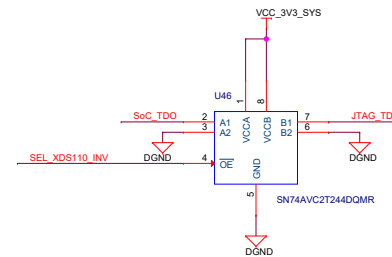 VCC_3V3_SYS
U46
1
8
SoC_TDO
2
A1
VCCA
VCCB
B1
7
JTAG_TD
3
A2
B2
6
SEL_XDS110_INV
DGND
4
OE
GND
DGND
5
SN74AVC2T244DQMR
DGND